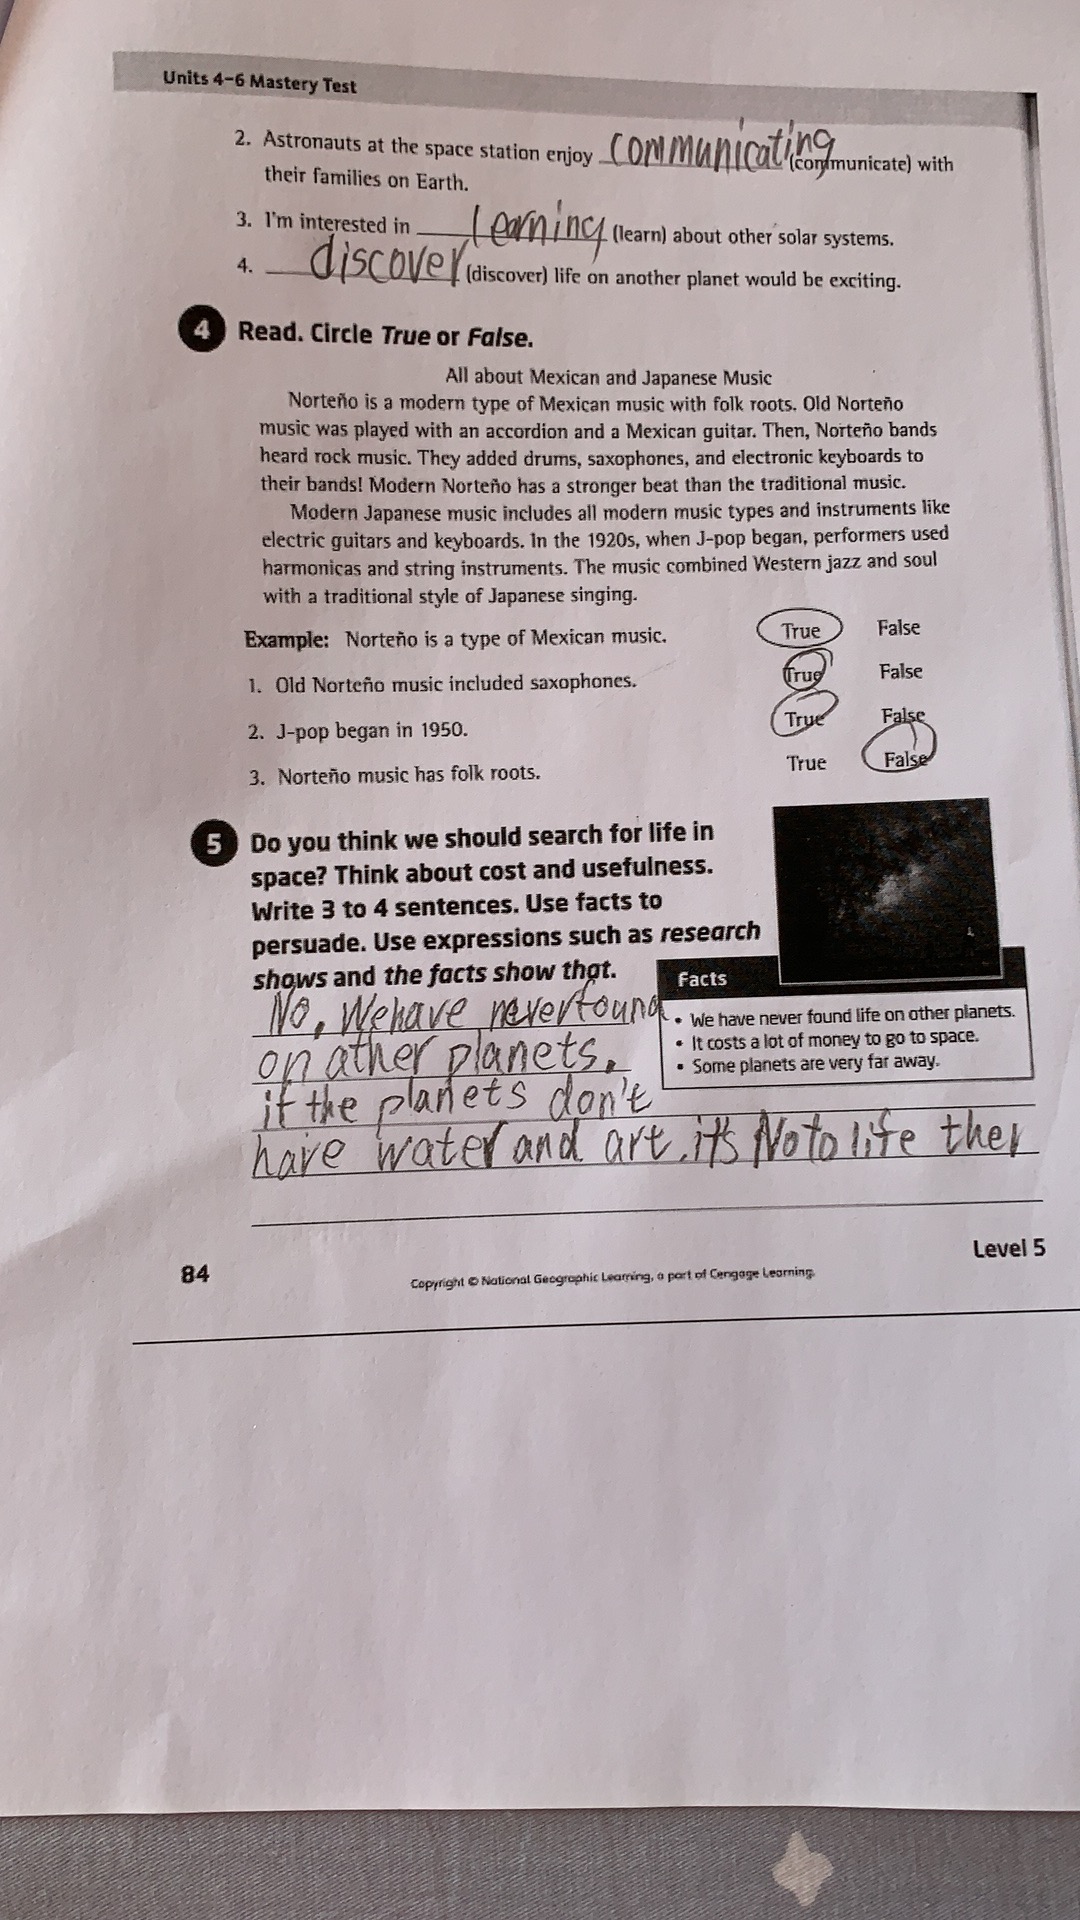 Units 4–6 Mastery Test
2. Astronauts at the space station enjoy communicating (communicate) with
their families on Earth.
3. I'm interested in learning (learn) about other solar systems.
4. discover (discover) life on another planet would be exciting.
4 Read. Circle True or False.
All about Mexican and Japanese Music
Norteño is a modern type of Mexican music with folk roots. Old Norteño
music was played with an accordion and a Mexican guitar. Then, Norteño bands
heard rock music. They added drums, saxophones, and electronic keyboards to
their bands! Modern Norteño has a stronger beat than the traditional music.
Modern Japanese music includes all modern music types and instruments like
electric guitars and keyboards. In the 1920s, when J-pop began, performers used
harmonicas and string instruments. The music combined Western jazz and soul
with a traditional style of Japanese singing.
Example: Norteño is a type of Mexican music. True False
1. Old Norteño music included saxophones. True False
2. J-pop began in 1950. True False
3. Norteño music has folk roots. True False
5 Do you think we should search for life in
space? Think about cost and usefulness.
Write 3 to 4 sentences. Use facts to
persuade. Use expressions such as research
shows and the facts show that.
Facts
• We have never found life on other planets.
• It costs a lot of money to go to space.
• Some planets are very far away.
No, We have never found
on ather planets.
if the planets don't
have water and art. it's No to life ther
Level 5
84
Copyright © National Geographic Learning, a part of Cengage Learning.